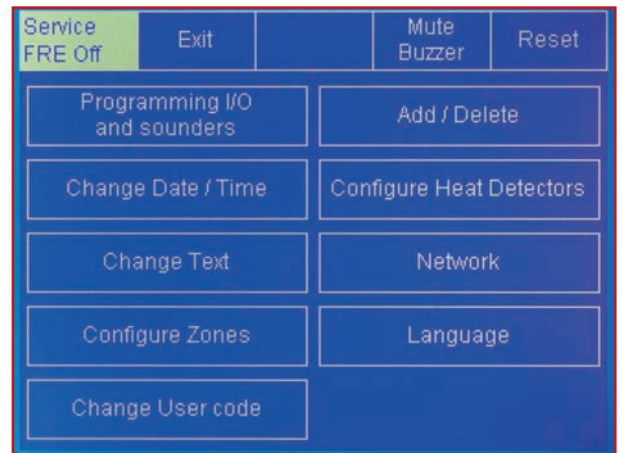 Service
FRE Off
Exit
Mute
Buzzer
Reset
Programming I/O
and sounders
Add / Delete
Change Date / Time
Configure Heat Detectors
Change Text
Network
Configure Zones
Language
Change User code